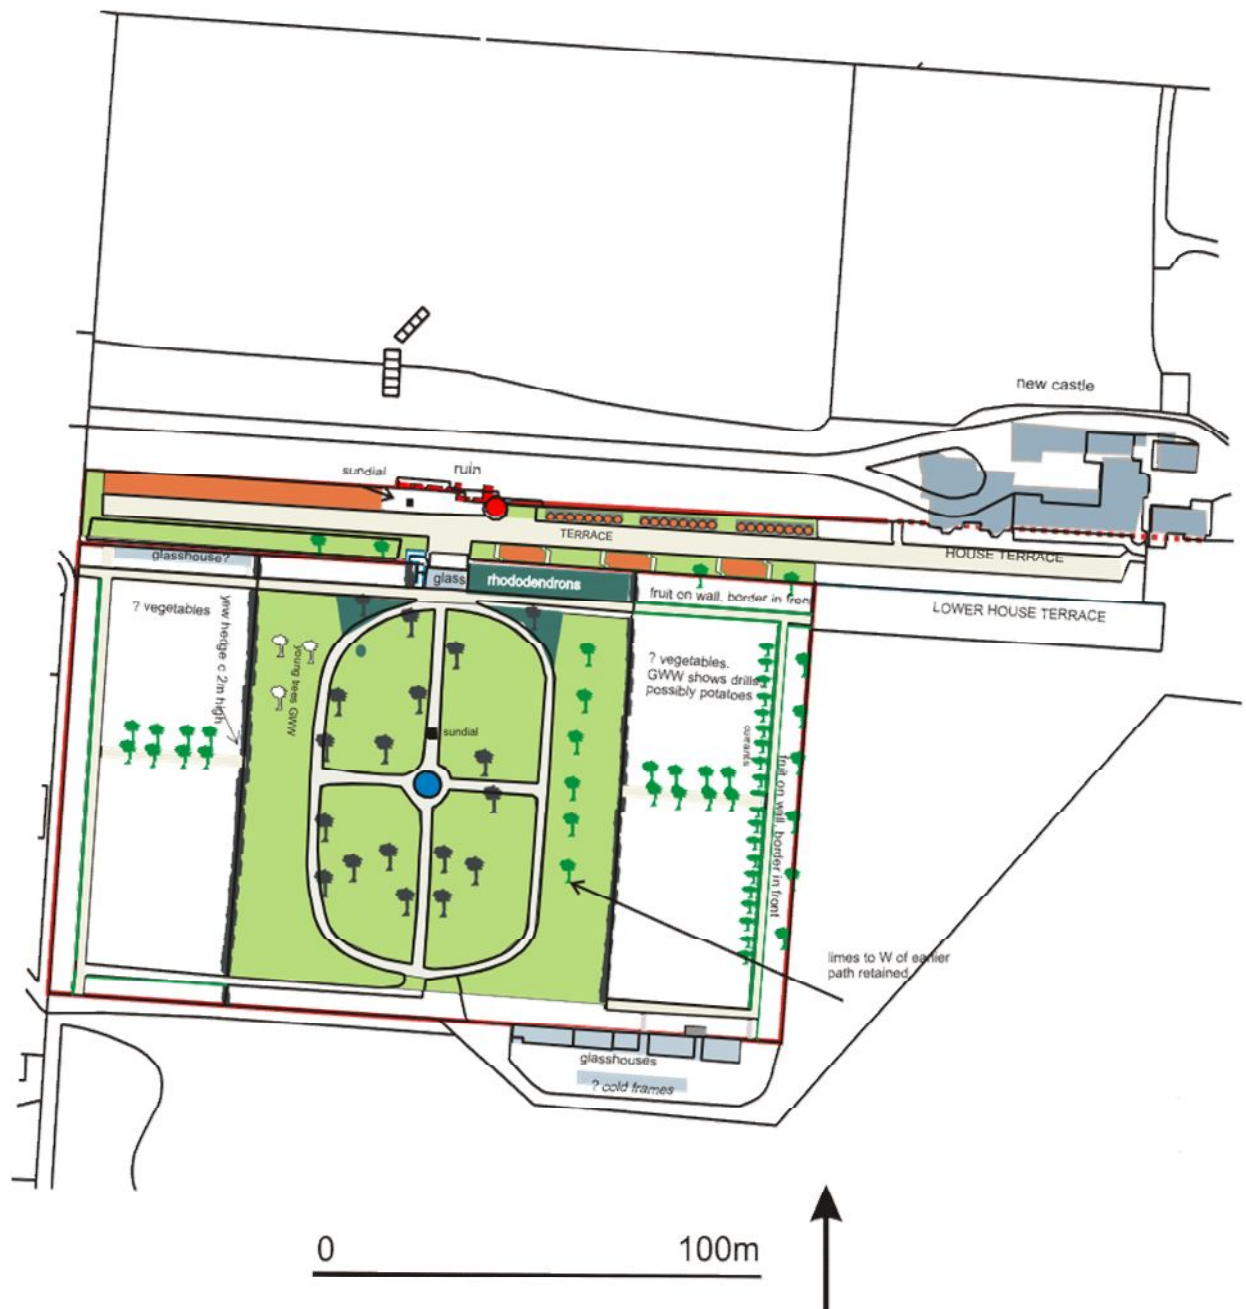 new castle
sundial
ruin
TERRACE
HOUSE TERRACE
glasshouse?
glass
rhododendrons
fruit on wall, border in front
LOWER HOUSE TERRACE
? vegetables
yew hedge c 2m high
young trees GWW
? vegetables.
GWW shows drills
possibly potatoes
sundial
currants
fruit on wall, border in front
limes to W of earlier
path retained
glasshouses
? cold frames
0
100m